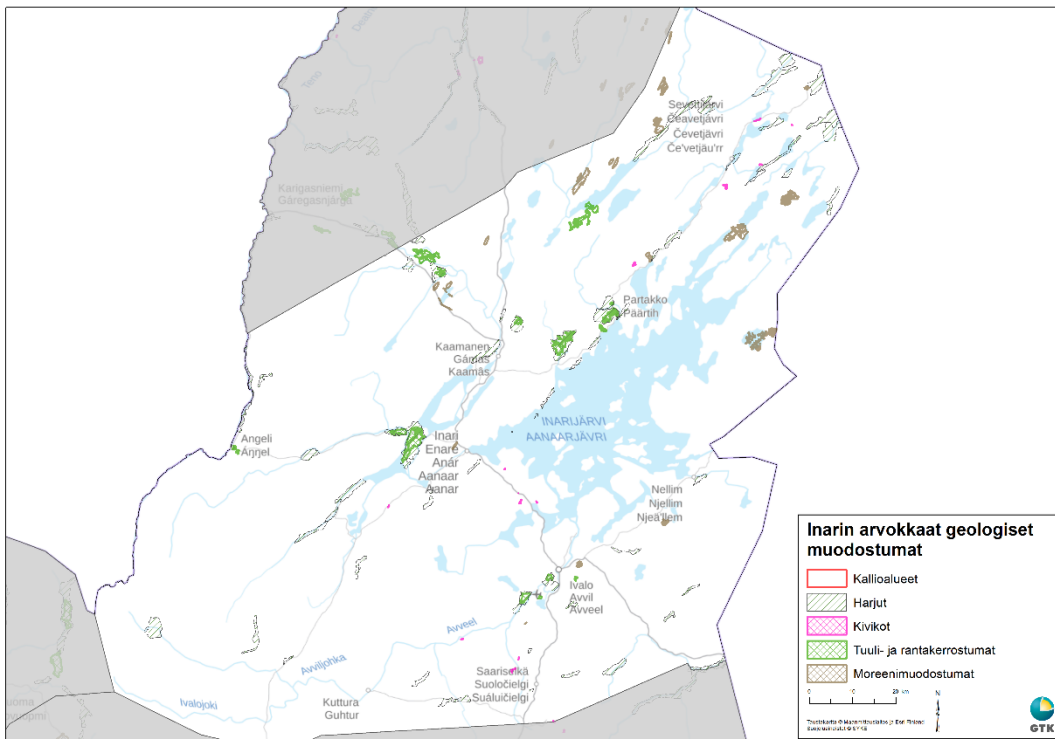 Teno
Sevettijärvi
Čeavetjávri
Čevetjävri
Če'vetjäu'rr
Karigasniemi
Gáregasnjárga
Partakko
Päärtih
Kaamanen
Gámas
Kaamâs
INARIJÄRVI
AANAARJÄVRI
Angeli
Áŋŋel
Inari
Enare
Anár
Aanaar
Aanar
Nellim
Njellim
Njeä'llem
Ivalo
Avvil
Avveel
Avveel
Avviljohka
Ivalojoki
Saariselkä
Suoločielgi
Suáluičielgi
Kuttura
Guhtur
Inarin arvokkaat geologiset
muodostumat
Kallioalueet
Harjut
Kivikot
Tuuli- ja rantakerrostumat
Moreenimuodostumat
0 10 20 km
N
GTK